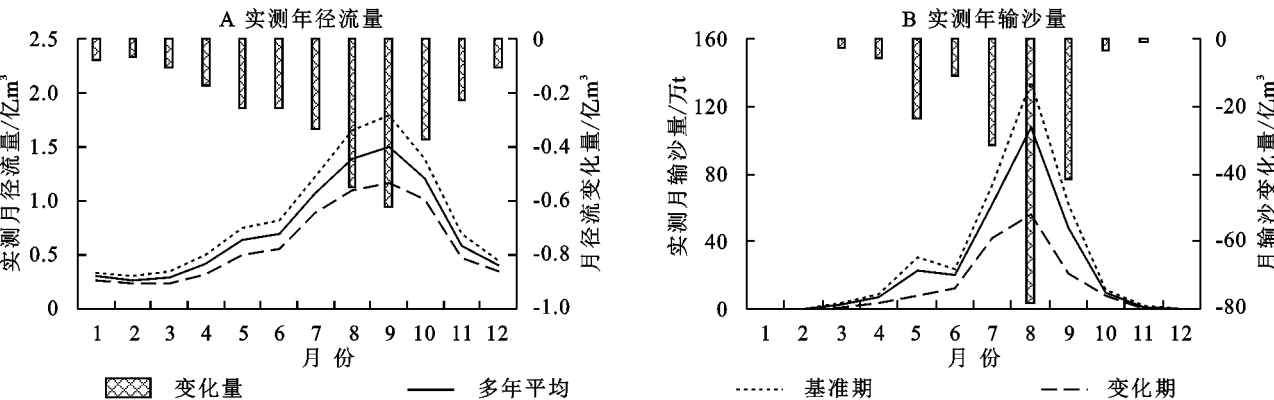 A 实测年径流量
实测月径流量/亿m³
2.5
2.0
1.5
1.0
0.5
0
0
-0.2
-0.4
-0.6
-0.8
-1.0
月径流变化量/亿m³
1 2 3 4 5 6 7 8 9 10 11 12
月份
B 实测年输沙量
实测月输沙量/万t
160
120
80
40
0
0
-20
-40
-60
-80
月输沙变化量/亿m³
1 2 3 4 5 6 7 8 9 10 11 12
月份
变化量 多年平均 基准期 变化期